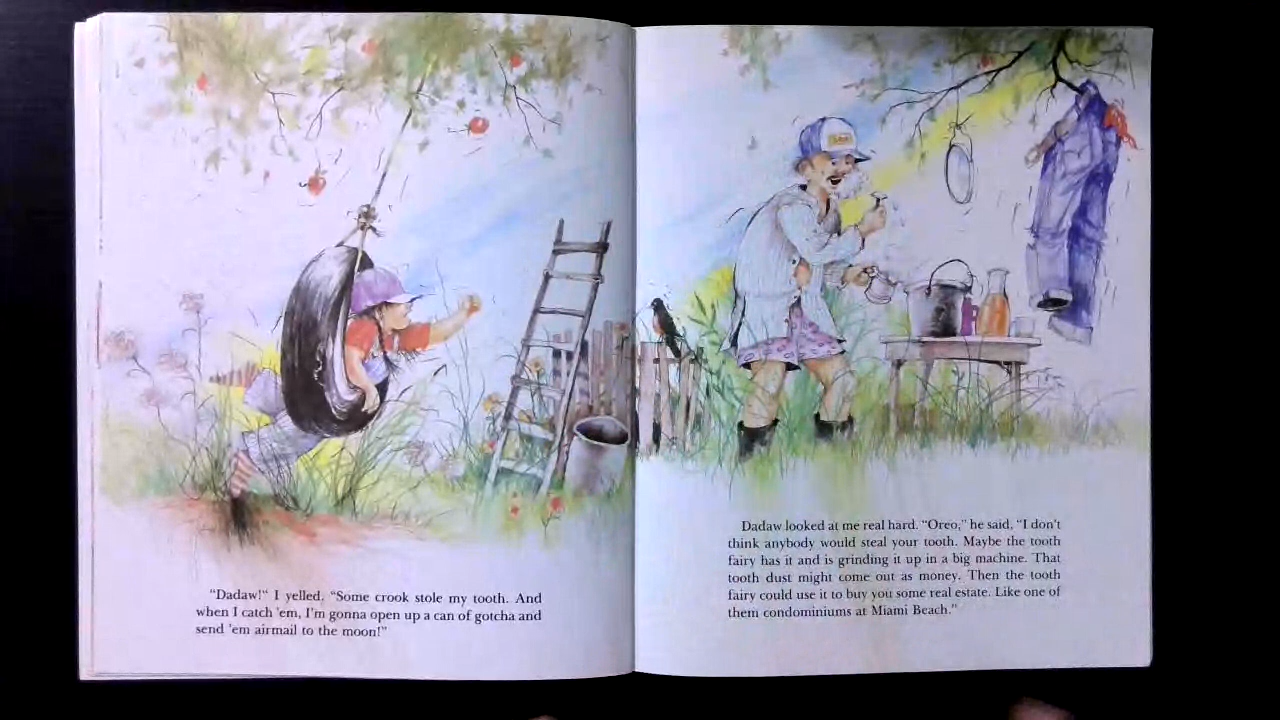 "Dadaw!" I yelled. "Some crook stole my tooth. And
when I catch 'em, I'm gonna open up a can of gotcha and
send 'em airmail to the moon!"
Dadaw looked at me real hard. "Oreo," he said, "I don't
think anybody would steal your tooth. Maybe the tooth
fairy has it and is grinding it up in a big machine. That
tooth dust might come out as money. Then the tooth
fairy could use it to buy you some real estate. Like one of
them condominiums at Miami Beach."